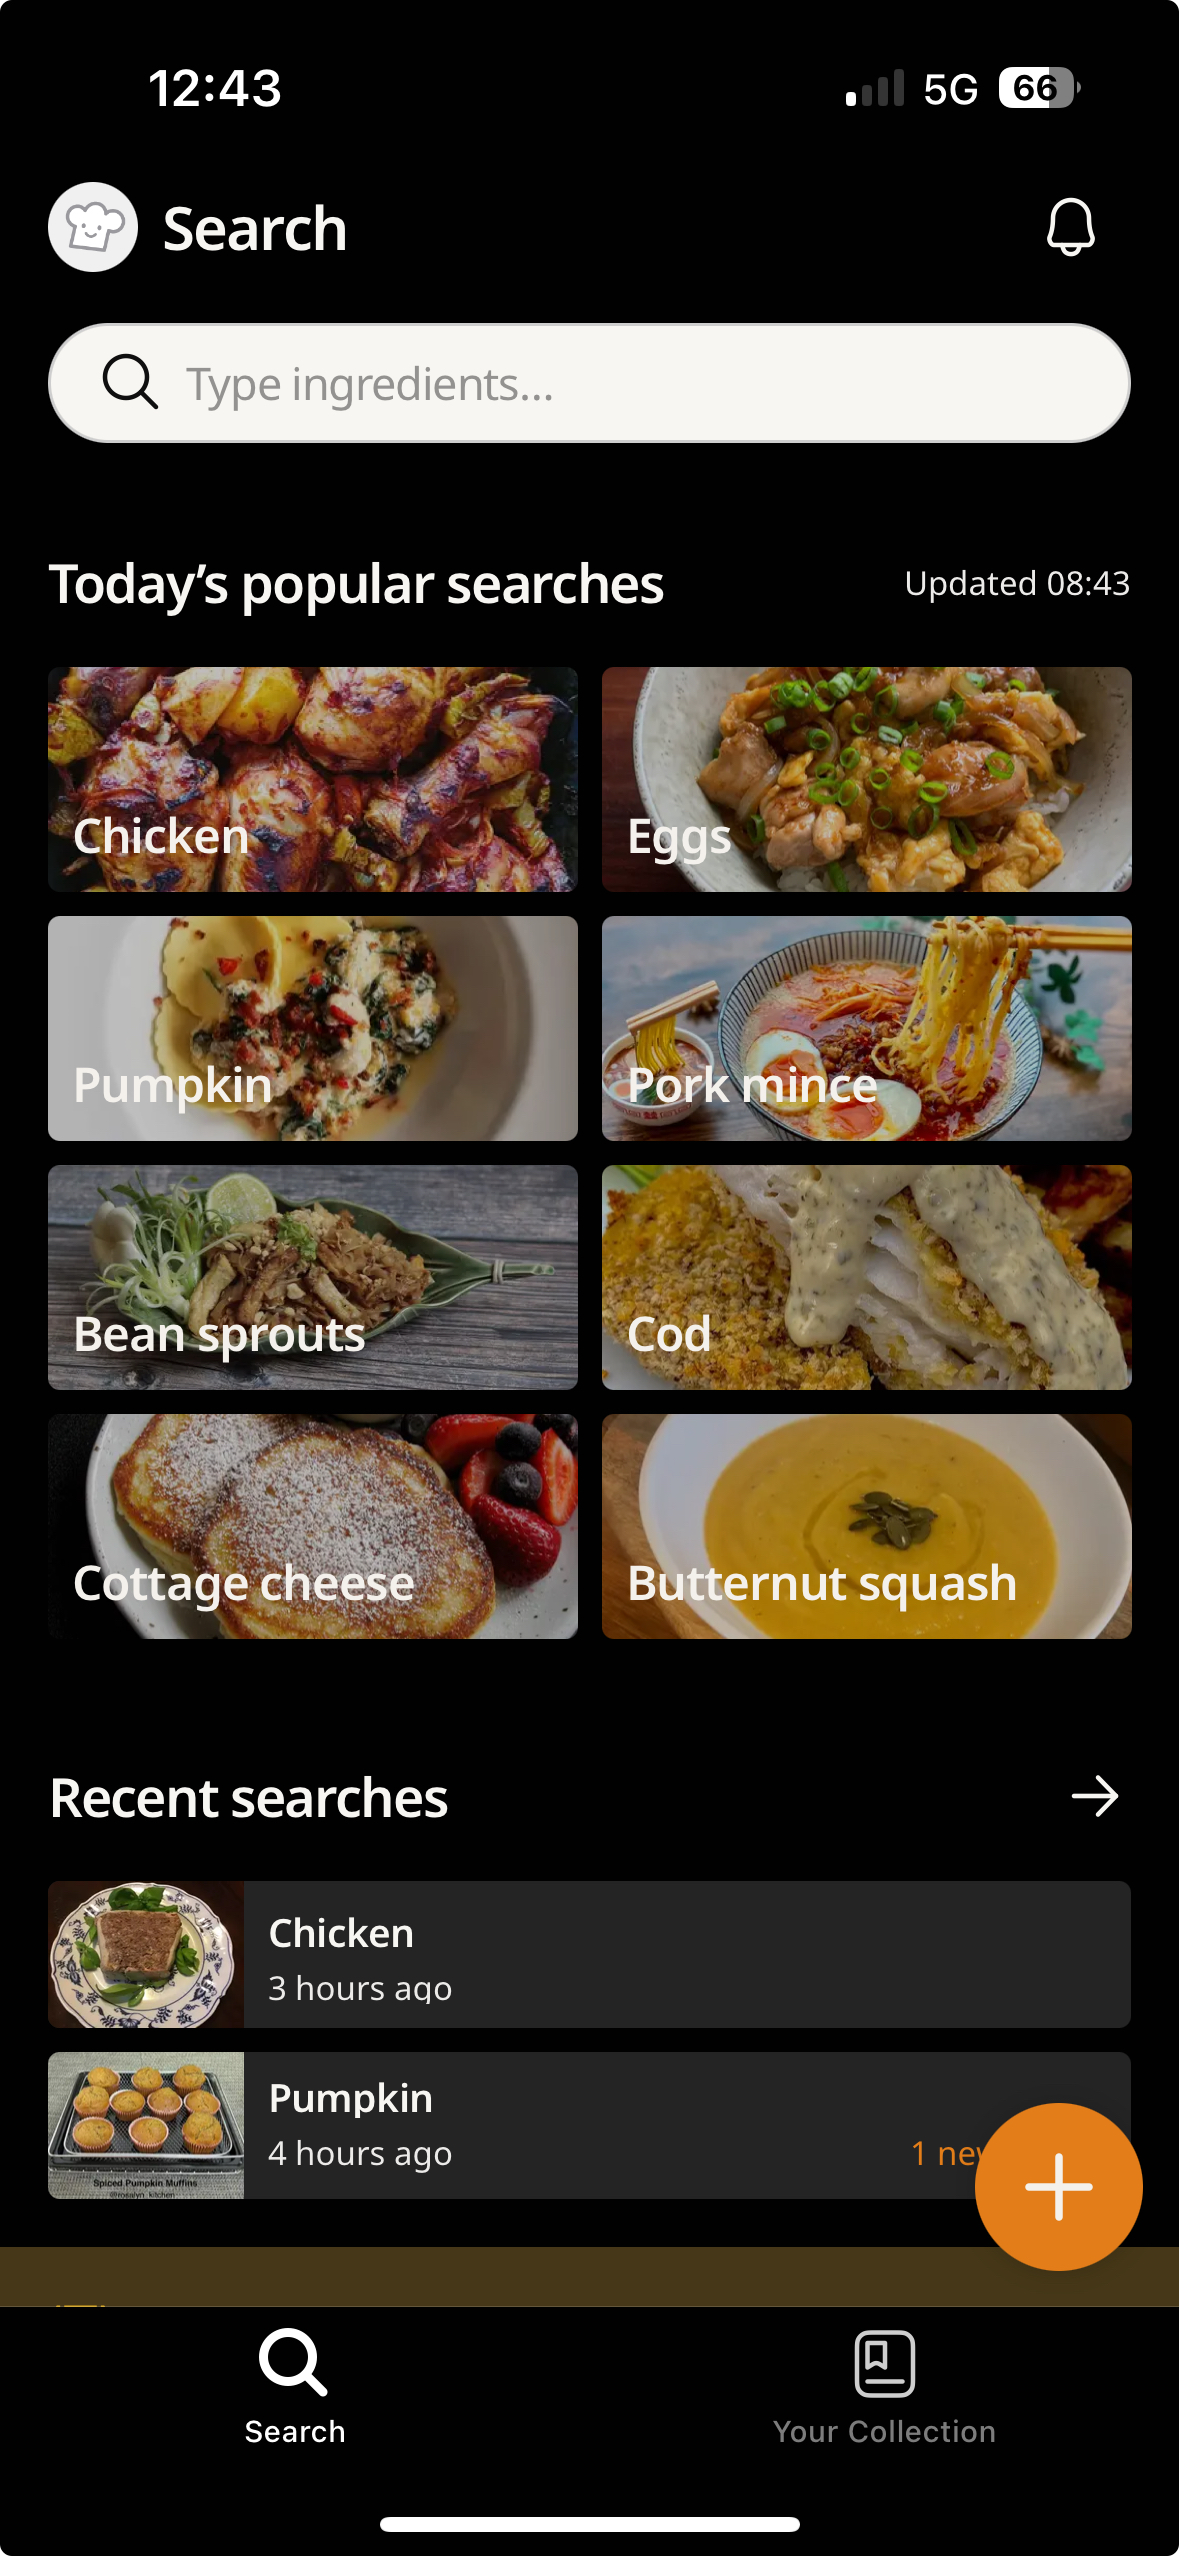 12:43
5G
66
Search
Type ingredients...
Today's popular searches
Updated 08:43
Chicken
Eggs
Pumpkin
Pork mince
Bean sprouts
Cod
Cottage cheese
Butternut squash
Recent searches
Chicken
3 hours ago
Pumpkin
4 hours ago
1 new
Spiced Pumpkin Muffins
@rosalyn_kitchen
Search
Your Collection